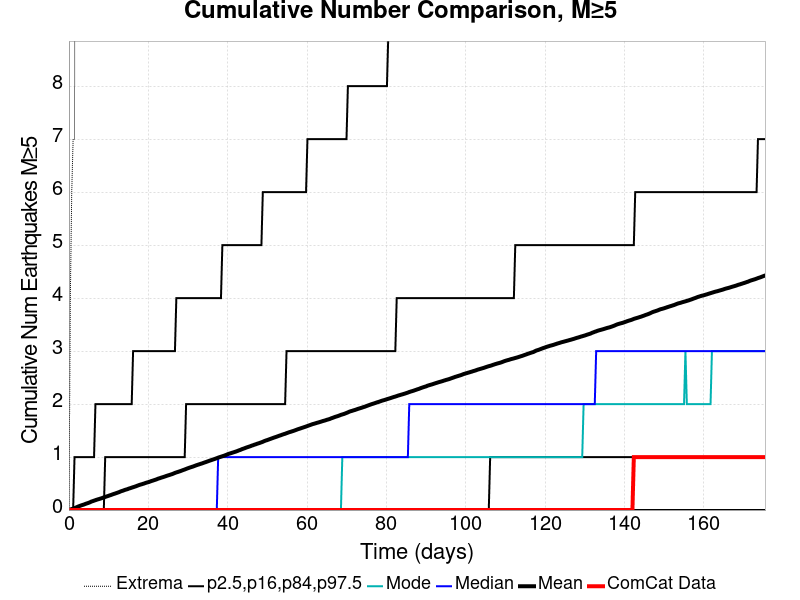 Cumulative Number Comparison, M≥5
Cumulative Num Earthquakes M≥5
8
7
6
5
4
3
2
1
0
0 20 40 60 80 100 120 140 160
Time (days)
Extrema p2.5,p16,p84,p97.5 Mode Median Mean ComCat Data